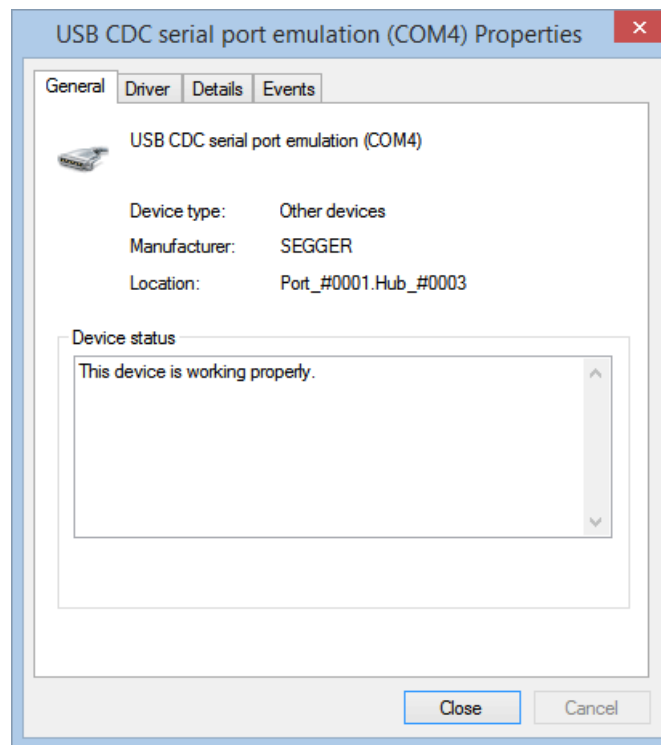 USB CDC serial port emulation (COM4) Properties
General Driver Details Events
USB CDC serial port emulation (COM4)
Device type: Other devices
Manufacturer: SEGGER
Location: Port_#0001.Hub_#0003
Device status
This device is working properly.
Close Cancel